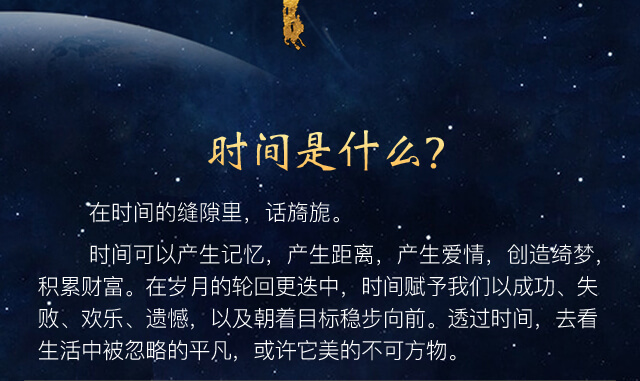 时间是什么?
在时间的缝隙里，话旖旎。
时间可以产生记忆，产生距离，产生爱情，创造绮梦，
积累财富。在岁月的轮回更迭中，时间赋予我们以成功、失
败、欢乐、遗憾，以及朝着目标稳步向前。透过时间，去看
生活中被忽略的平凡，或许它美的不可方物。